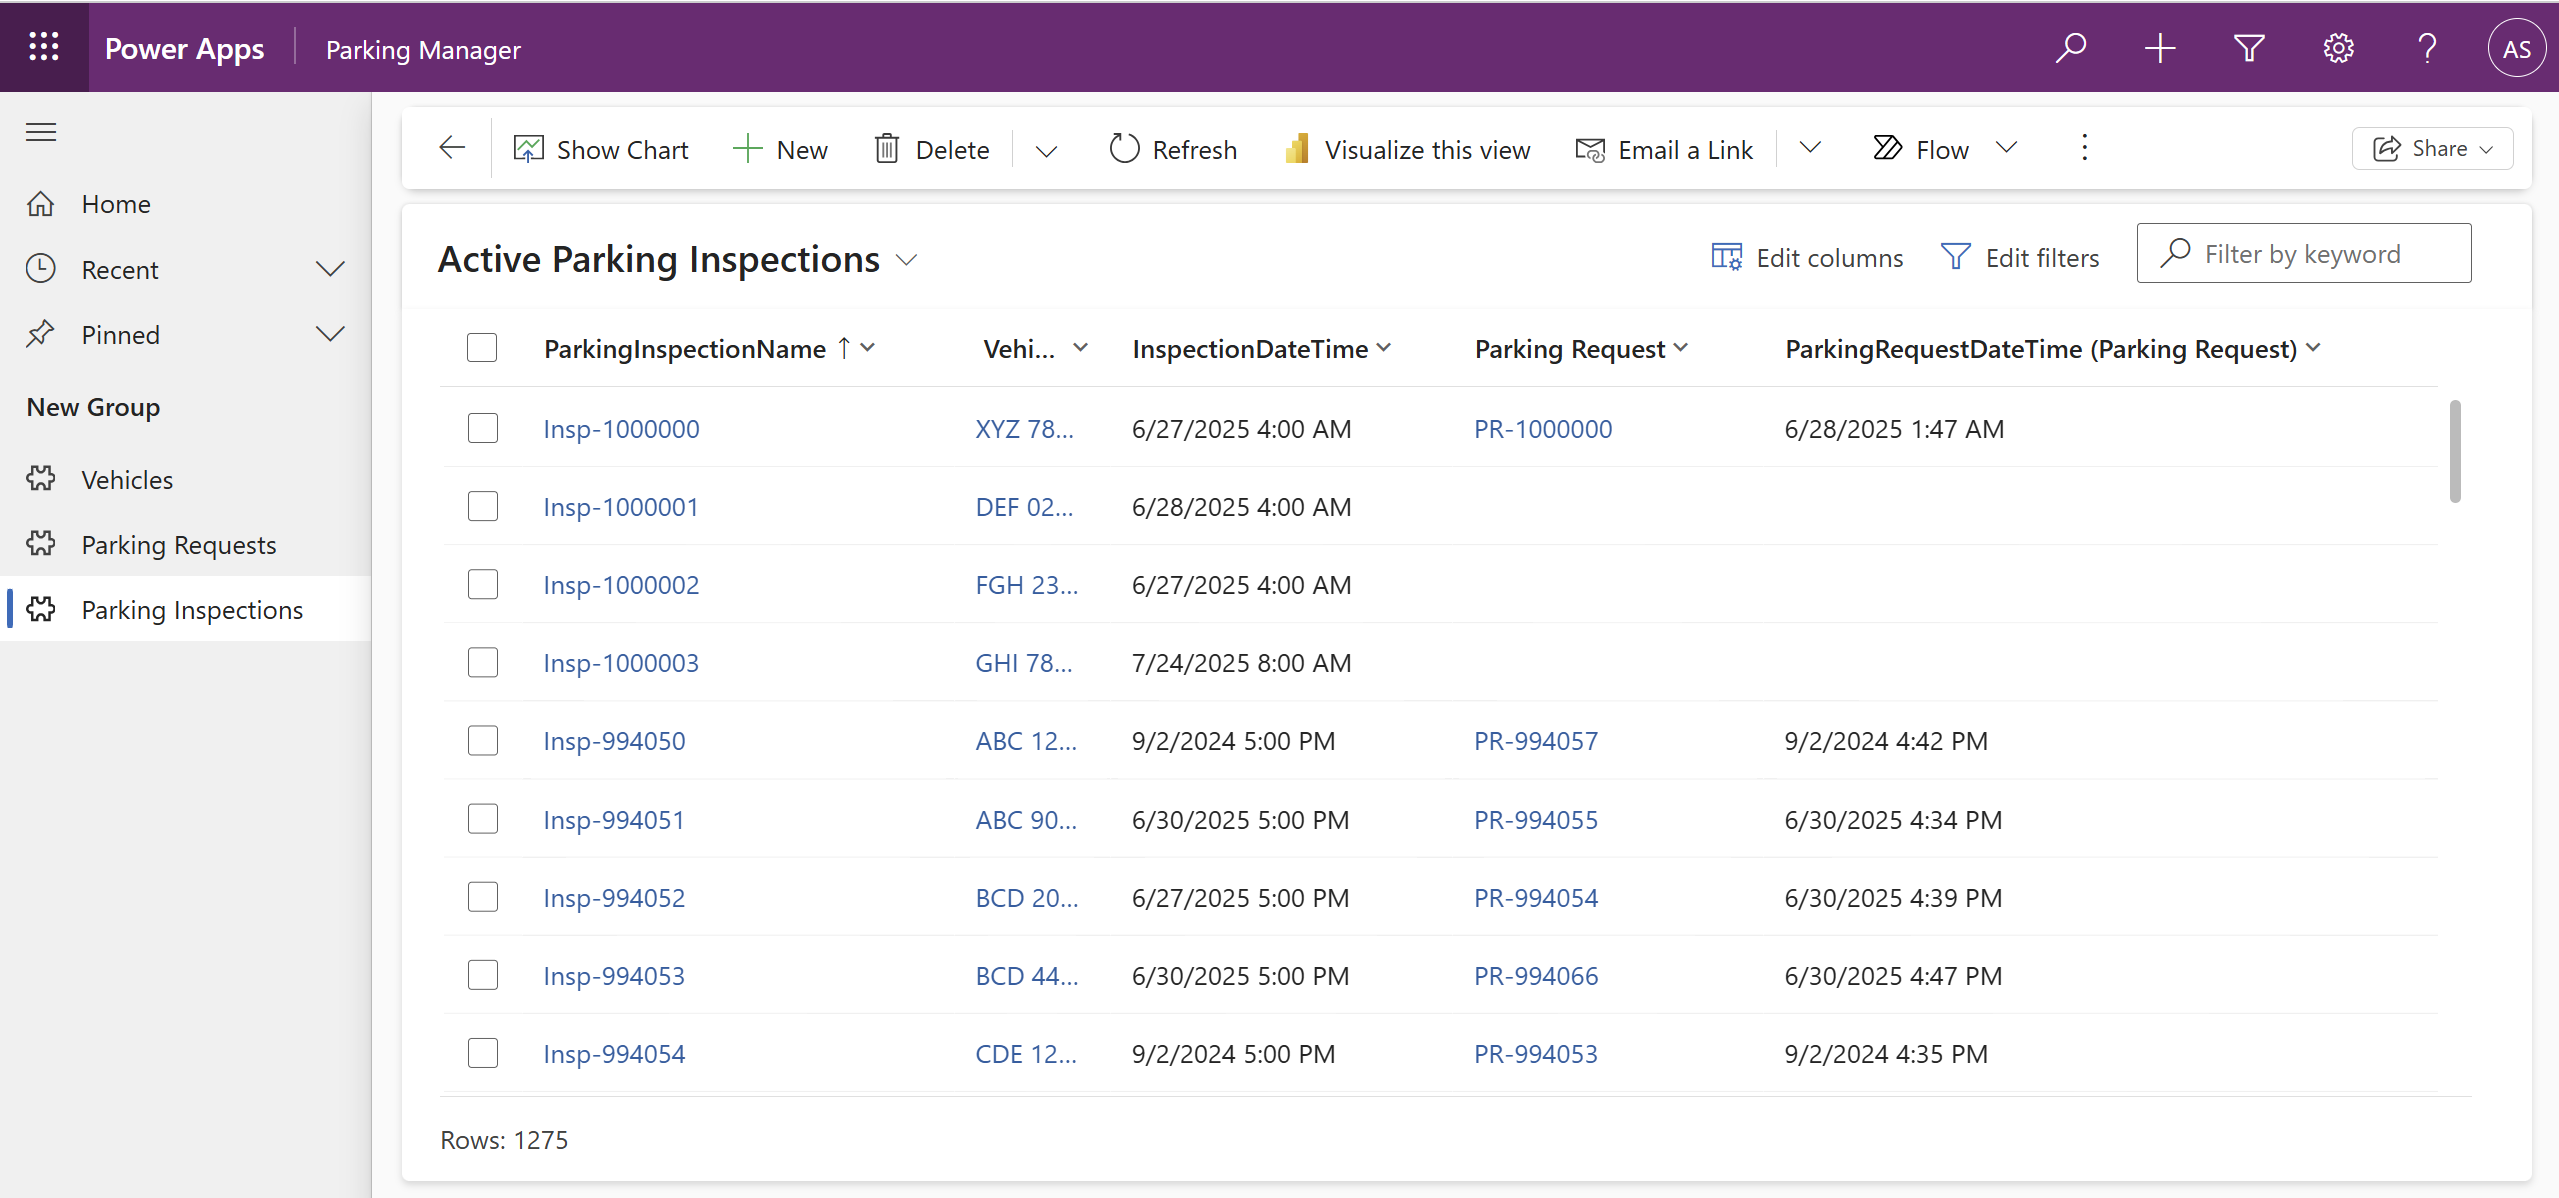 Power Apps | Parking Manager AS
Show Chart New Delete Refresh Visualize this view Email a Link Flow Share
Home
Recent
Pinned
New Group
Vehicles
Parking Requests
Parking Inspections
Active Parking Inspections Edit columns Edit filters Filter by keyword
ParkingInspectionName ↑ Vehi... InspectionDateTime Parking Request ParkingRequestDateTime (Parking Request)
Insp-1000000 XYZ 78... 6/27/2025 4:00 AM PR-1000000 6/28/2025 1:47 AM
Insp-1000001 DEF 02... 6/28/2025 4:00 AM
Insp-1000002 FGH 23... 6/27/2025 4:00 AM
Insp-1000003 GHI 78... 7/24/2025 8:00 AM
Insp-994050 ABC 12... 9/2/2024 5:00 PM PR-994057 9/2/2024 4:42 PM
Insp-994051 ABC 90... 6/30/2025 5:00 PM PR-994055 6/30/2025 4:34 PM
Insp-994052 BCD 20... 6/27/2025 5:00 PM PR-994054 6/30/2025 4:39 PM
Insp-994053 BCD 44... 6/30/2025 5:00 PM PR-994066 6/30/2025 4:47 PM
Insp-994054 CDE 12... 9/2/2024 5:00 PM PR-994053 9/2/2024 4:35 PM
Rows: 1275